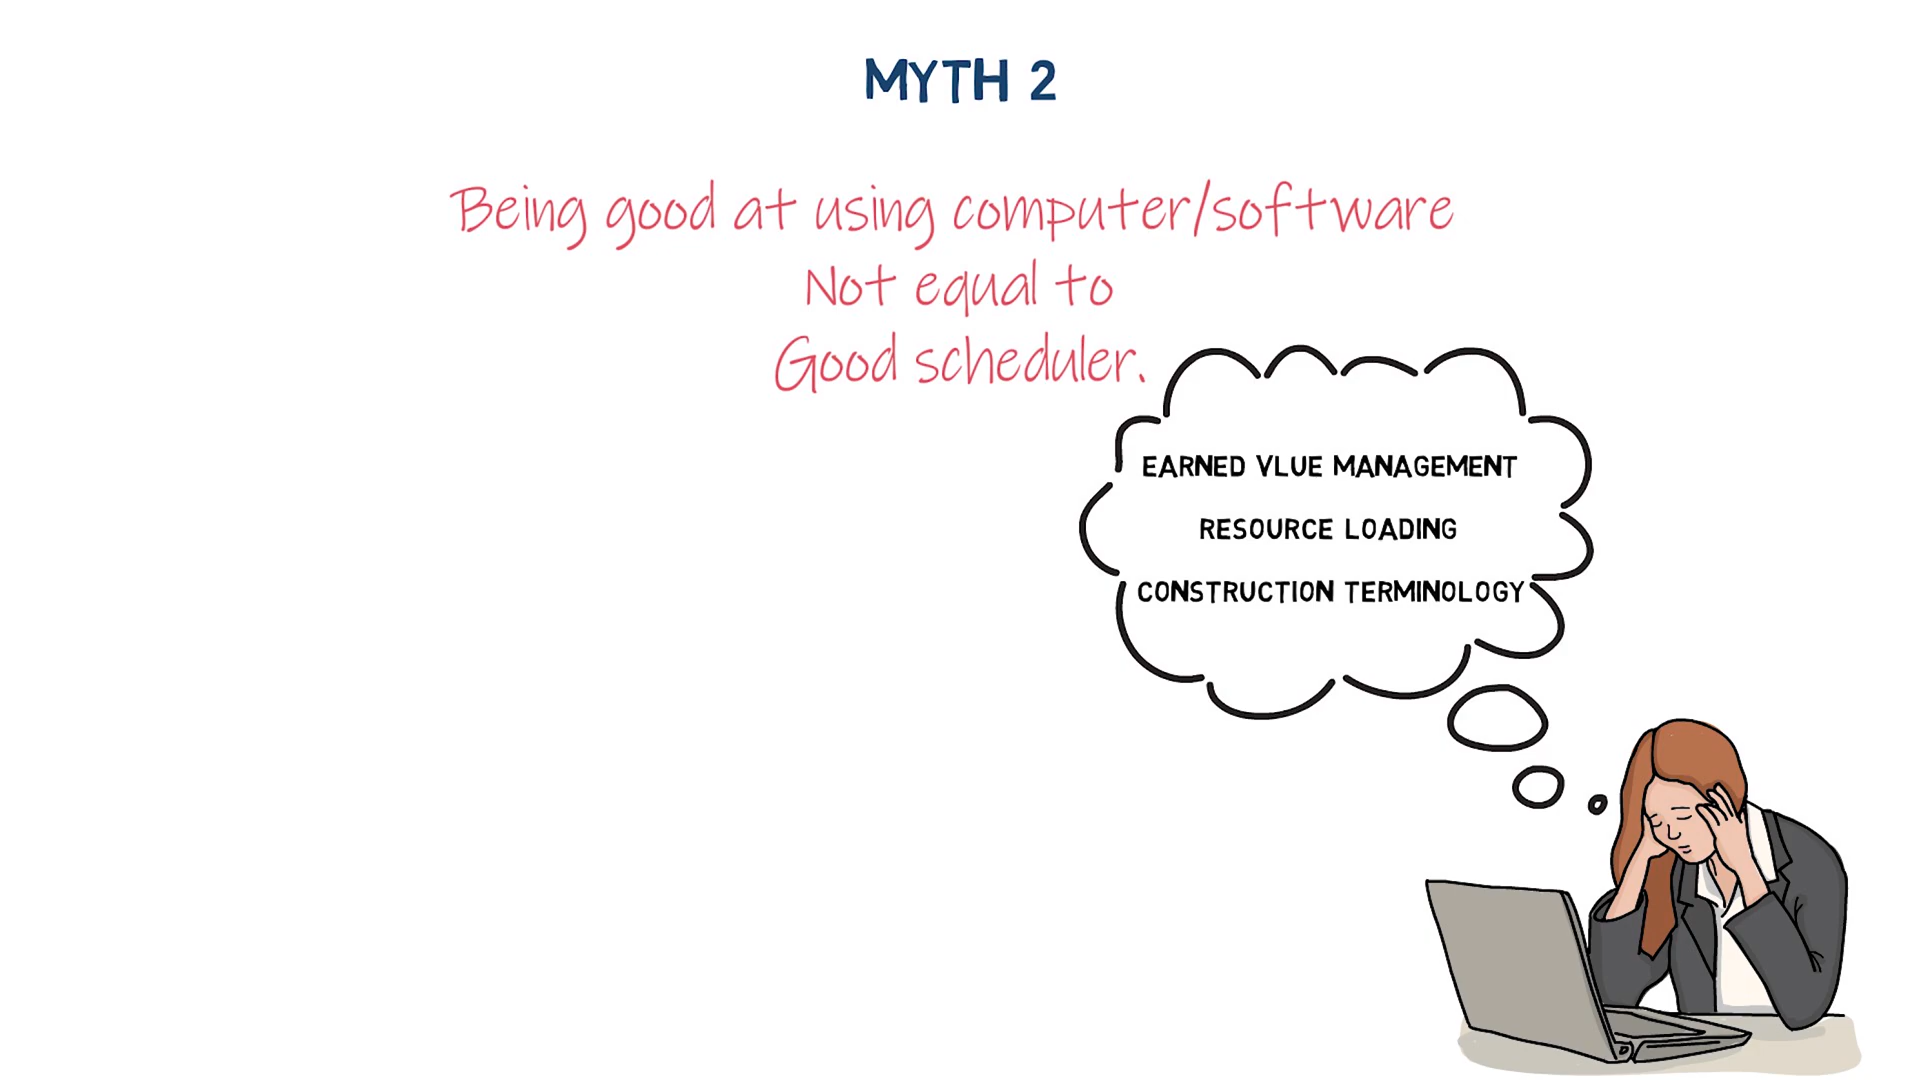 MYTH 2
Being good at using computer/software
Not equal to
Good scheduler.
EARNED VLUE MANAGEMENT
RESOURCE LOADING
CONSTRUCTION TERMINOLOGY